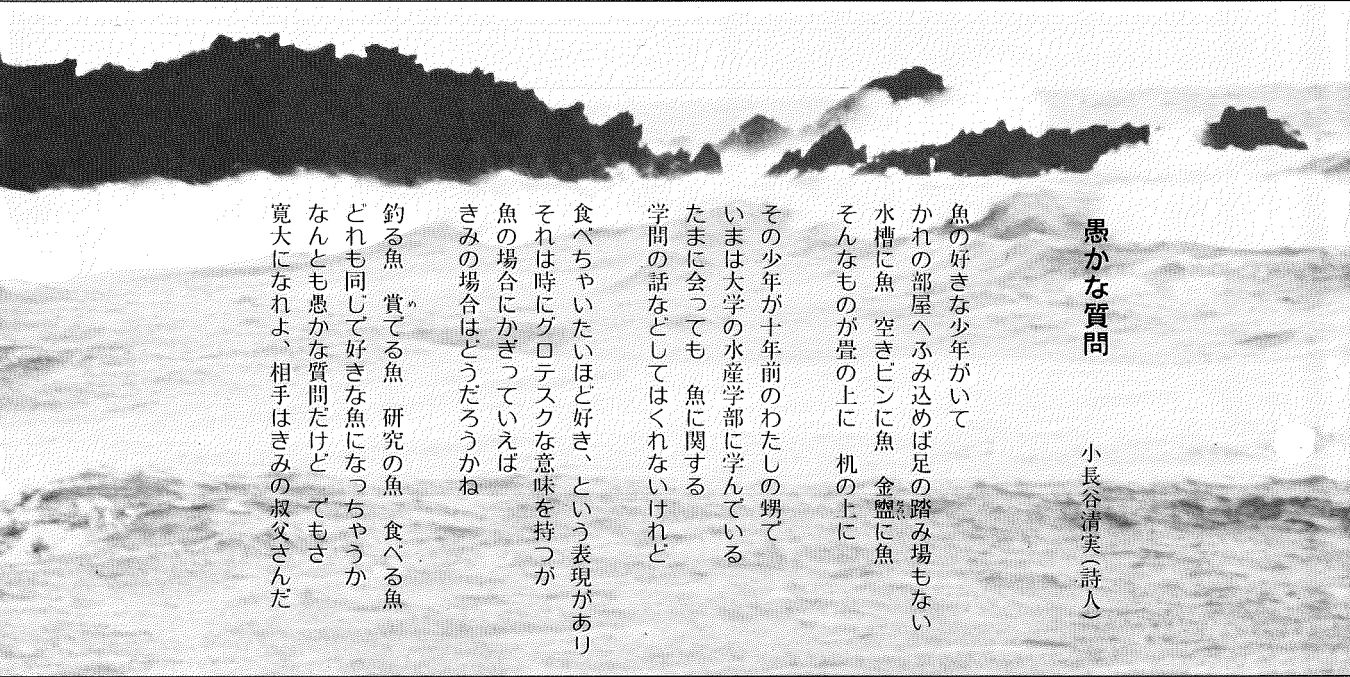 愚かな質問
小長谷清実(詩人)
魚の好きな少年がいて
かれの部屋へふみ込めば足の踏み場もない
水槽に魚　空きビンに魚　金盥に魚
そんなものが畳の上に　机の上に
その少年が十年前のわたしの甥で
いまは大学の水産学部に学んでいる
たまに会っても　魚に関する
学問の話などしてはくれないけれど
食べちゃいたいほど好き、という表現があり
それは時にグロテスクな意味を持つが
魚の場合にかぎっていえば
きみの場合はどうだろうかね
釣る魚　賞でる魚　研究の魚　食べる魚
どれも同じで好きな魚になっちゃうか
なんとも愚かな質問だけど　でもさ
寛大になれよ、相手はきみの叔父さんだ